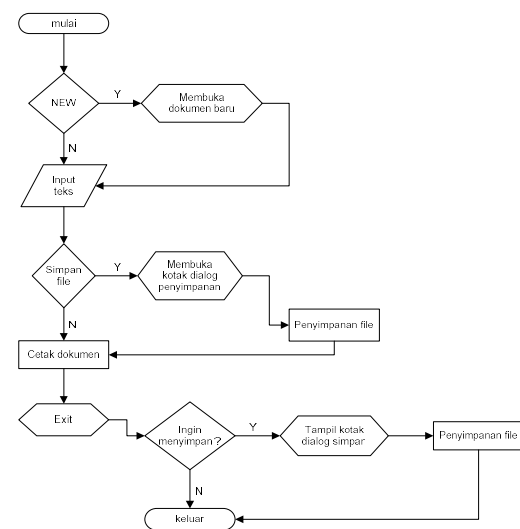 mulai
NEW
Y
Membuka
dokumen baru
N
Input
teks
Simpan
file
Y
Membuka
kotak dialog
penyimpanan
N
Penyimpanan file
Cetak dokumen
Exit
Ingin
menyimpan?
Y
Tampil kotak
dialog simpar
Penyimpanan file
N
keluar